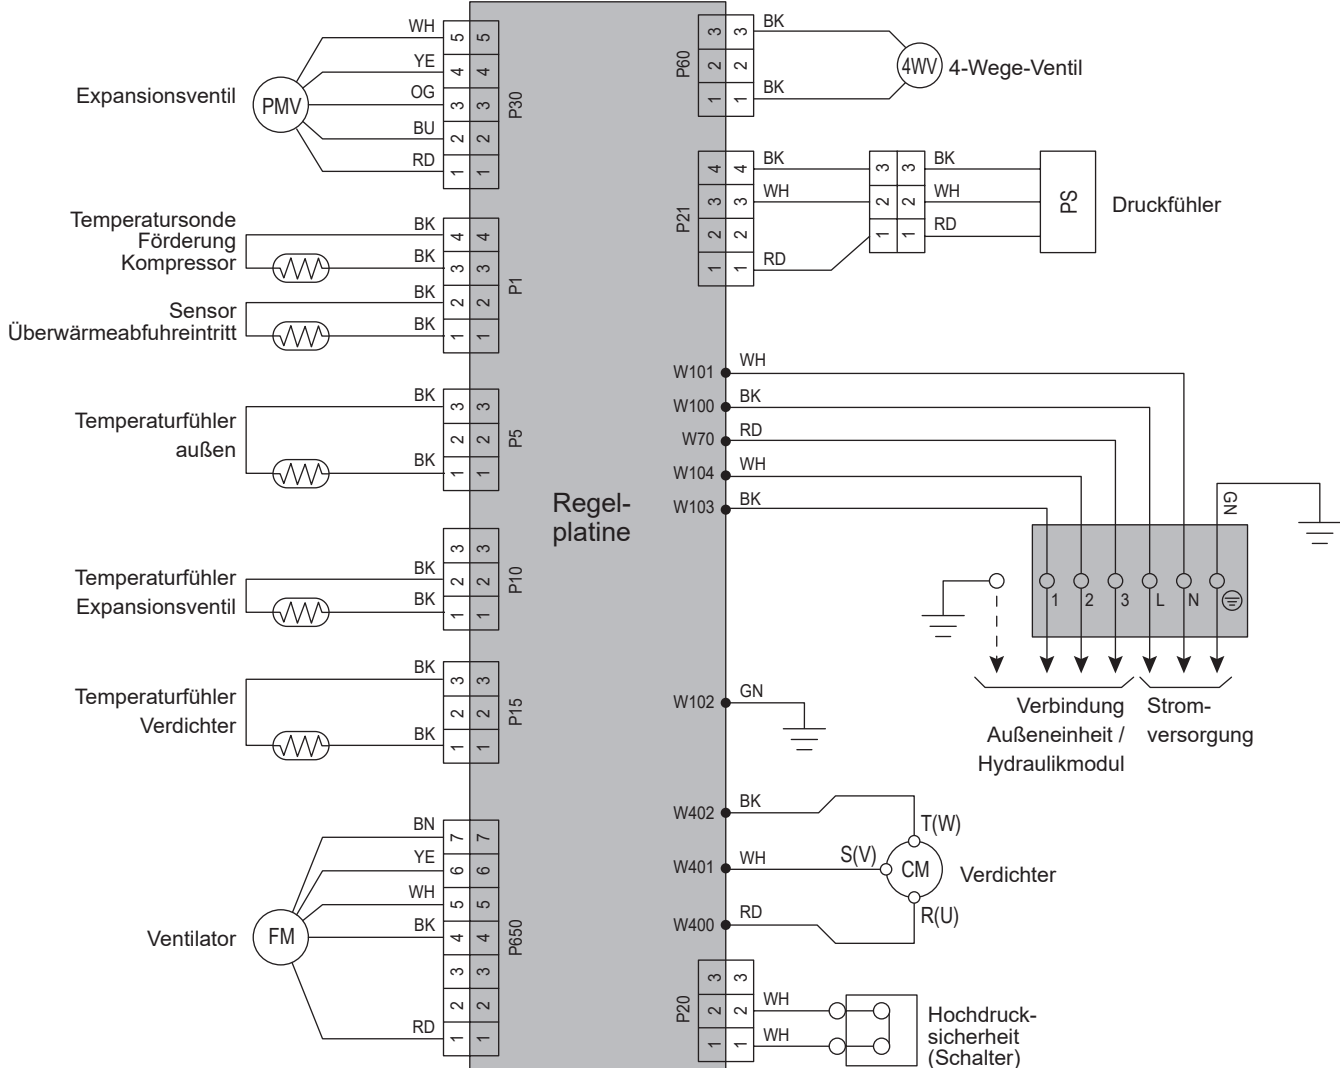 Expansionsventil
PMV
WH
YE
OG
BU
RD
5 5
4 4
3 3
2 2
1 1
P30
Temperatursonde
Förderung
Kompressor
BK
BK
Sensor
Überwärmeabfuhreintritt
BK
BK
4 4
3 3
2 2
1 1
P1
Temperaturfühler
außen
BK
BK
3 3
2 2
1 1
P5
Temperaturfühler
Expansionsventil
BK
BK
3 3
2 2
1 1
P10
Temperaturfühler
Verdichter
BK
BK
3 3
2 2
1 1
P15
Ventilator
FM
BN
YE
WH
BK
RD
7 7
6 6
5 5
4 4
3 3
2 2
1 1
P650
Regel-
platine
P60
3 3
2 2
1 1
BK
BK
4WV
4-Wege-Ventil
P21
4 4
3 3
2 2
1 1
BK
WH
RD
3 3
2 2
1 1
BK
WH
RD
PS
Druckfühler
W101 WH
W100 BK
W70 RD
W104 WH
W103 BK
GN
1 2 3 L N
Verbindung
Außeneinheit /
Hydraulikmodul
Strom-
versorgung
W102 GN
W402 BK
W401 WH
W400 RD
T(W)
S(V)
CM
R(U)
Verdichter
P20
3 3
2 2
1 1
WH
WH
Hochdruck-
sicherheit
(Schalter)